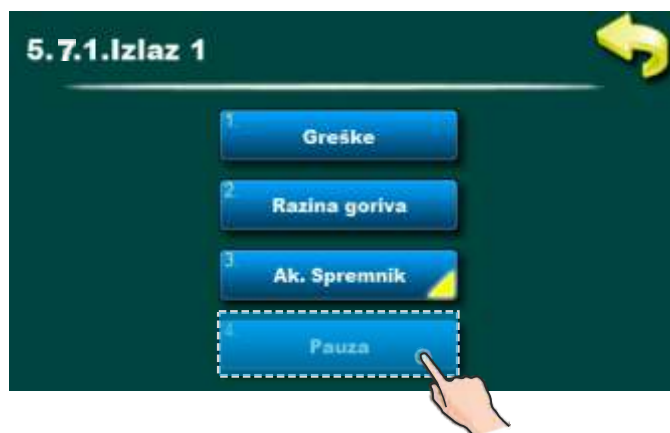 5.7.1.Izlaz 1
1.
Greške
2
Razina goriva
3
Ak. Spremnik
4.
Pauza